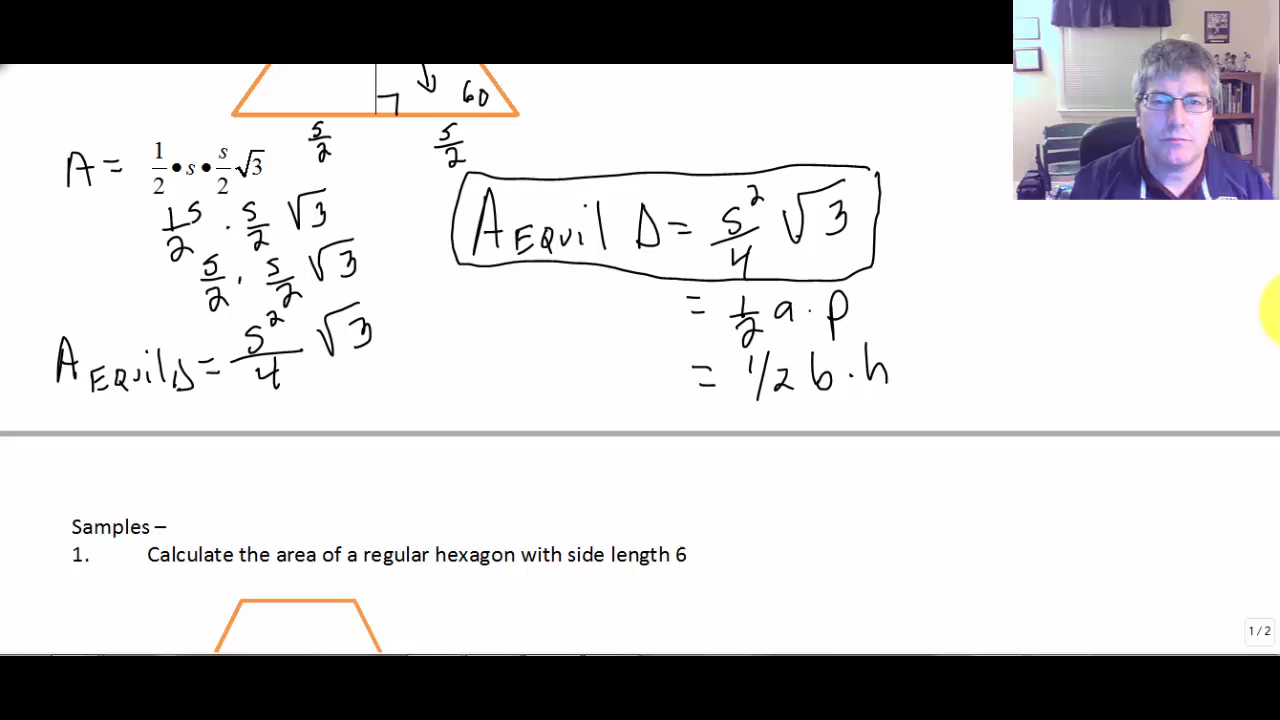 60
s/2 s/2
A = 1/2 • s • s/2 √3
1/2 s · s/2 √3
s/2 · s/2 √3
A EQUIL Δ = s²/4 √3
A EQUIL Δ = s²/4 √3
= 1/2 a · p
= 1/2 b · h
Samples –
1. Calculate the area of a regular hexagon with side length 6
1 / 2